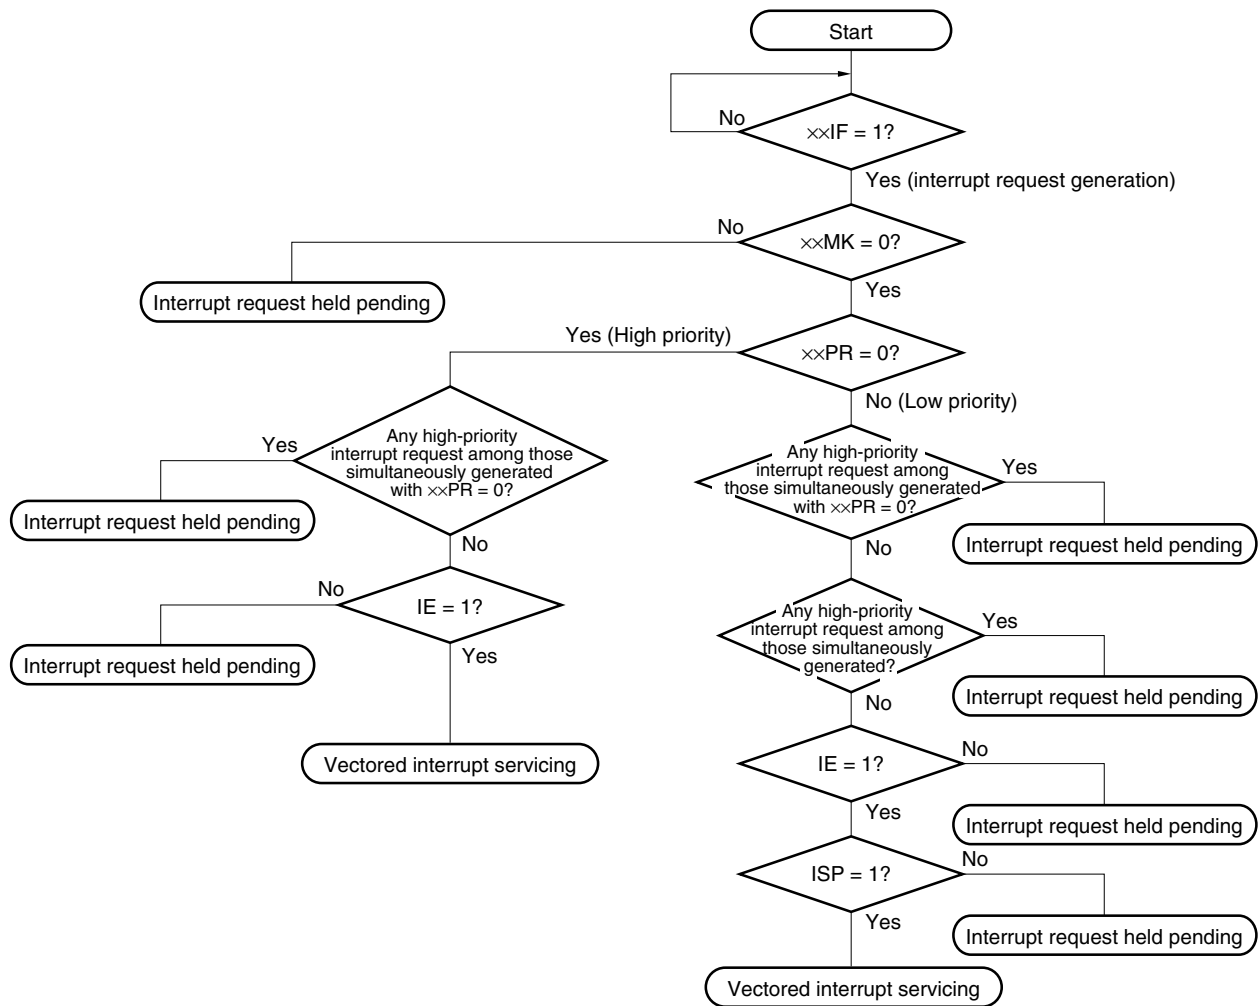 Start
No
××IF = 1?
Yes (interrupt request generation)
No
××MK = 0?
Interrupt request held pending
Yes
Yes (High priority)
××PR = 0?
No (Low priority)
Yes
Any high-priority
interrupt request among those
simultaneously generated
with ××PR = 0?
Any high-priority
interrupt request among
those simultaneously generated
with ××PR = 0?
Yes
Interrupt request held pending
No
Interrupt request held pending
No
No
IE = 1?
Any high-priority
interrupt request among
those simultaneously
generated?
Yes
Interrupt request held pending
Yes
Interrupt request held pending
No
Vectored interrupt servicing
IE = 1?
No
Interrupt request held pending
Yes
ISP = 1?
No
Interrupt request held pending
Yes
Vectored interrupt servicing